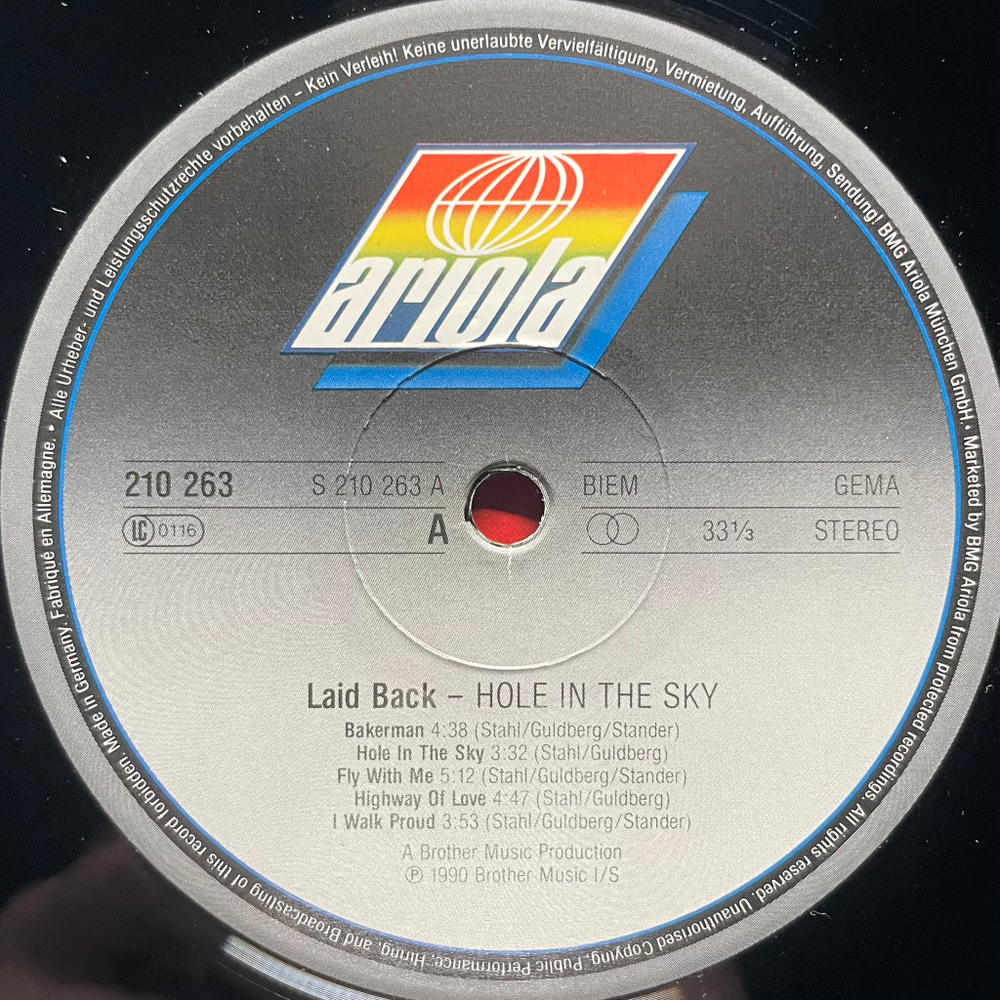 • Alle Urheber- und Leistungsschutzrechte vorbehalten – Kein Verleih! Keine unerlaubte Vervielfältigung, Vermietung, Aufführung, Sendung! BMG Ariola München GmbH. • Marketed by BMG Ariola from protected recordings. All rights reserved. Unauthorised Copying, Public Performance, Hiring, and Broadcasting of this record forbidden. Made in Germany. Fabriqué en Allemagne.
ariola
210 263 S 210 263 A BIEM GEMA
LC 0116 A 33⅓ STEREO
Laid Back – HOLE IN THE SKY
Bakerman 4:38 (Stahl/Guldberg/Stander)
Hole In The Sky 3:32 (Stahl/Guldberg)
Fly With Me 5:12 (Stahl/Guldberg/Stander)
Highway Of Love 4:47 (Stahl/Guldberg)
I Walk Proud 3:53 (Stahl/Guldberg/Stander)
A Brother Music Production
℗ 1990 Brother Music I/S